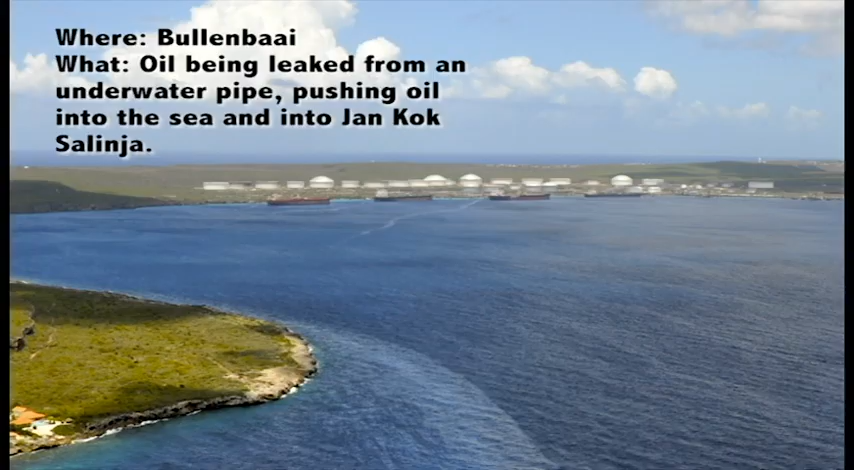 Where: Bullenbaai
What: Oil being leaked from an
underwater pipe, pushing oil
into the sea and into Jan Kok
Salinja.